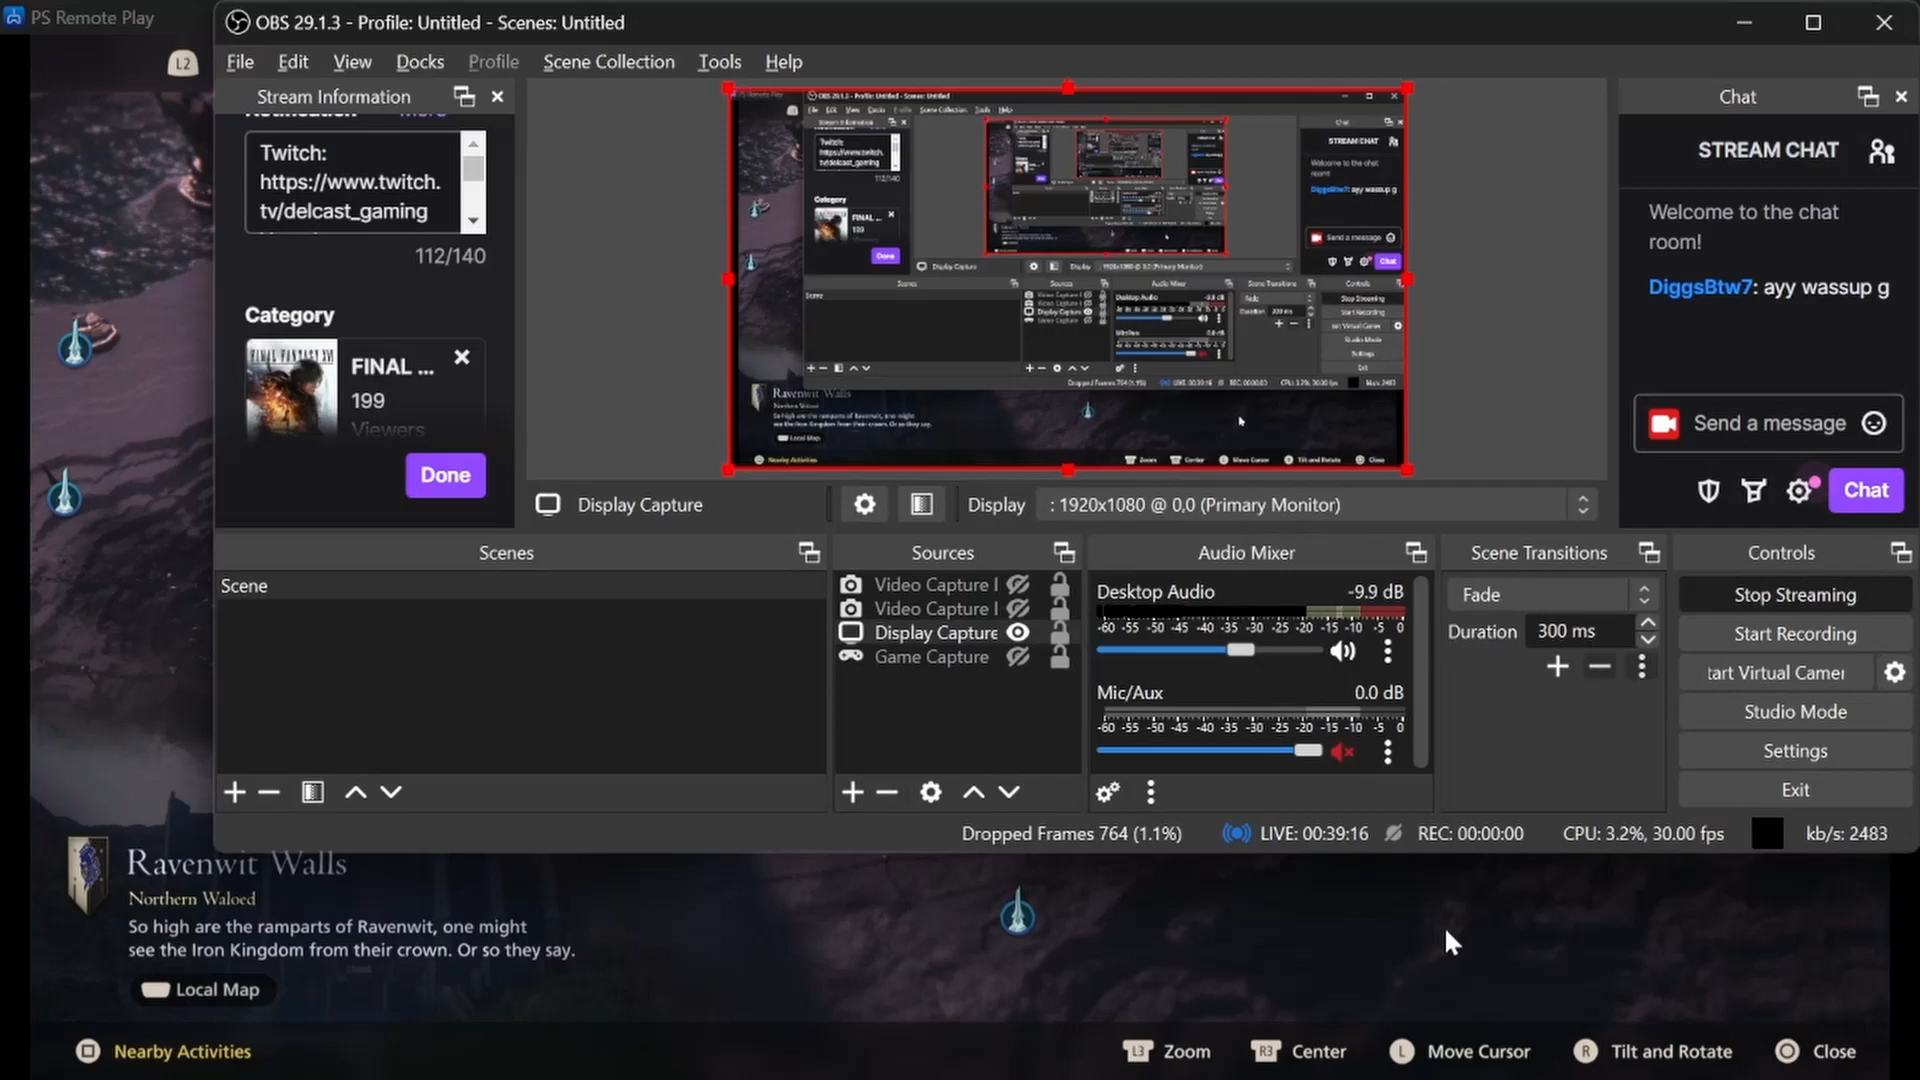 PS Remote Play
OBS 29.1.3 - Profile: Untitled - Scenes: Untitled
L2
File Edit View Docks Profile Scene Collection Tools Help
Stream Information
Twitch:
https://www.twitch.
tv/delcast_gaming
112/140
Category
FINAL FANTASY XVI
FINAL ...
199
Viewers
Done
Chat
STREAM CHAT
Welcome to the chat
room!
DiggsBtw7: ayy wassup g
Send a message
Chat
Display Capture
Display : 1920x1080 @ 0,0 (Primary Monitor)
Scenes
Scene
Sources
Video Capture
Video Capture
Display Capture
Game Capture
Audio Mixer
Desktop Audio -9.9 dB
-60 -55 -50 -45 -40 -35 -30 -25 -20 -15 -10 -5 0
Mic/Aux 0.0 dB
-60 -55 -50 -45 -40 -35 -30 -25 -20 -15 -10 -5 0
Scene Transitions
Fade
Duration 300 ms
Controls
Stop Streaming
Start Recording
tart Virtual Camer
Studio Mode
Settings
Exit
Dropped Frames 764 (1.1%) LIVE: 00:39:16 REC: 00:00:00 CPU: 3.2%, 30.00 fps kb/s: 2483
Ravenwit Walls
Northern Waloed
So high are the ramparts of Ravenwit, one might
see the Iron Kingdom from their crown. Or so they say.
Local Map
Nearby Activities
L3 Zoom R3 Center L Move Cursor R Tilt and Rotate Close